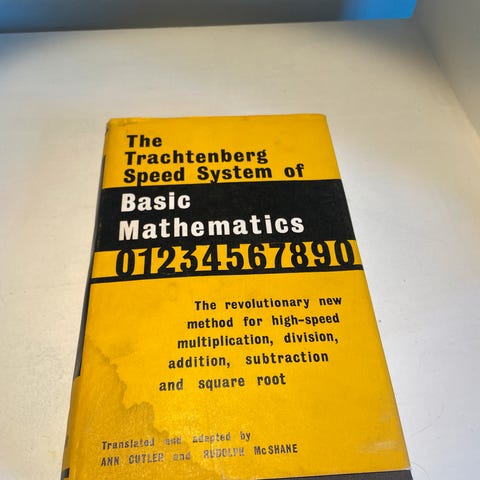 The
Trachtenberg
Speed System of
Basic
Mathematics
01234567890
The revolutionary new
method for high-speed
multiplication, division,
addition, subtraction
and square root
Translated and adapted by
ANN CUTLER and RUDOLPH McSHANE